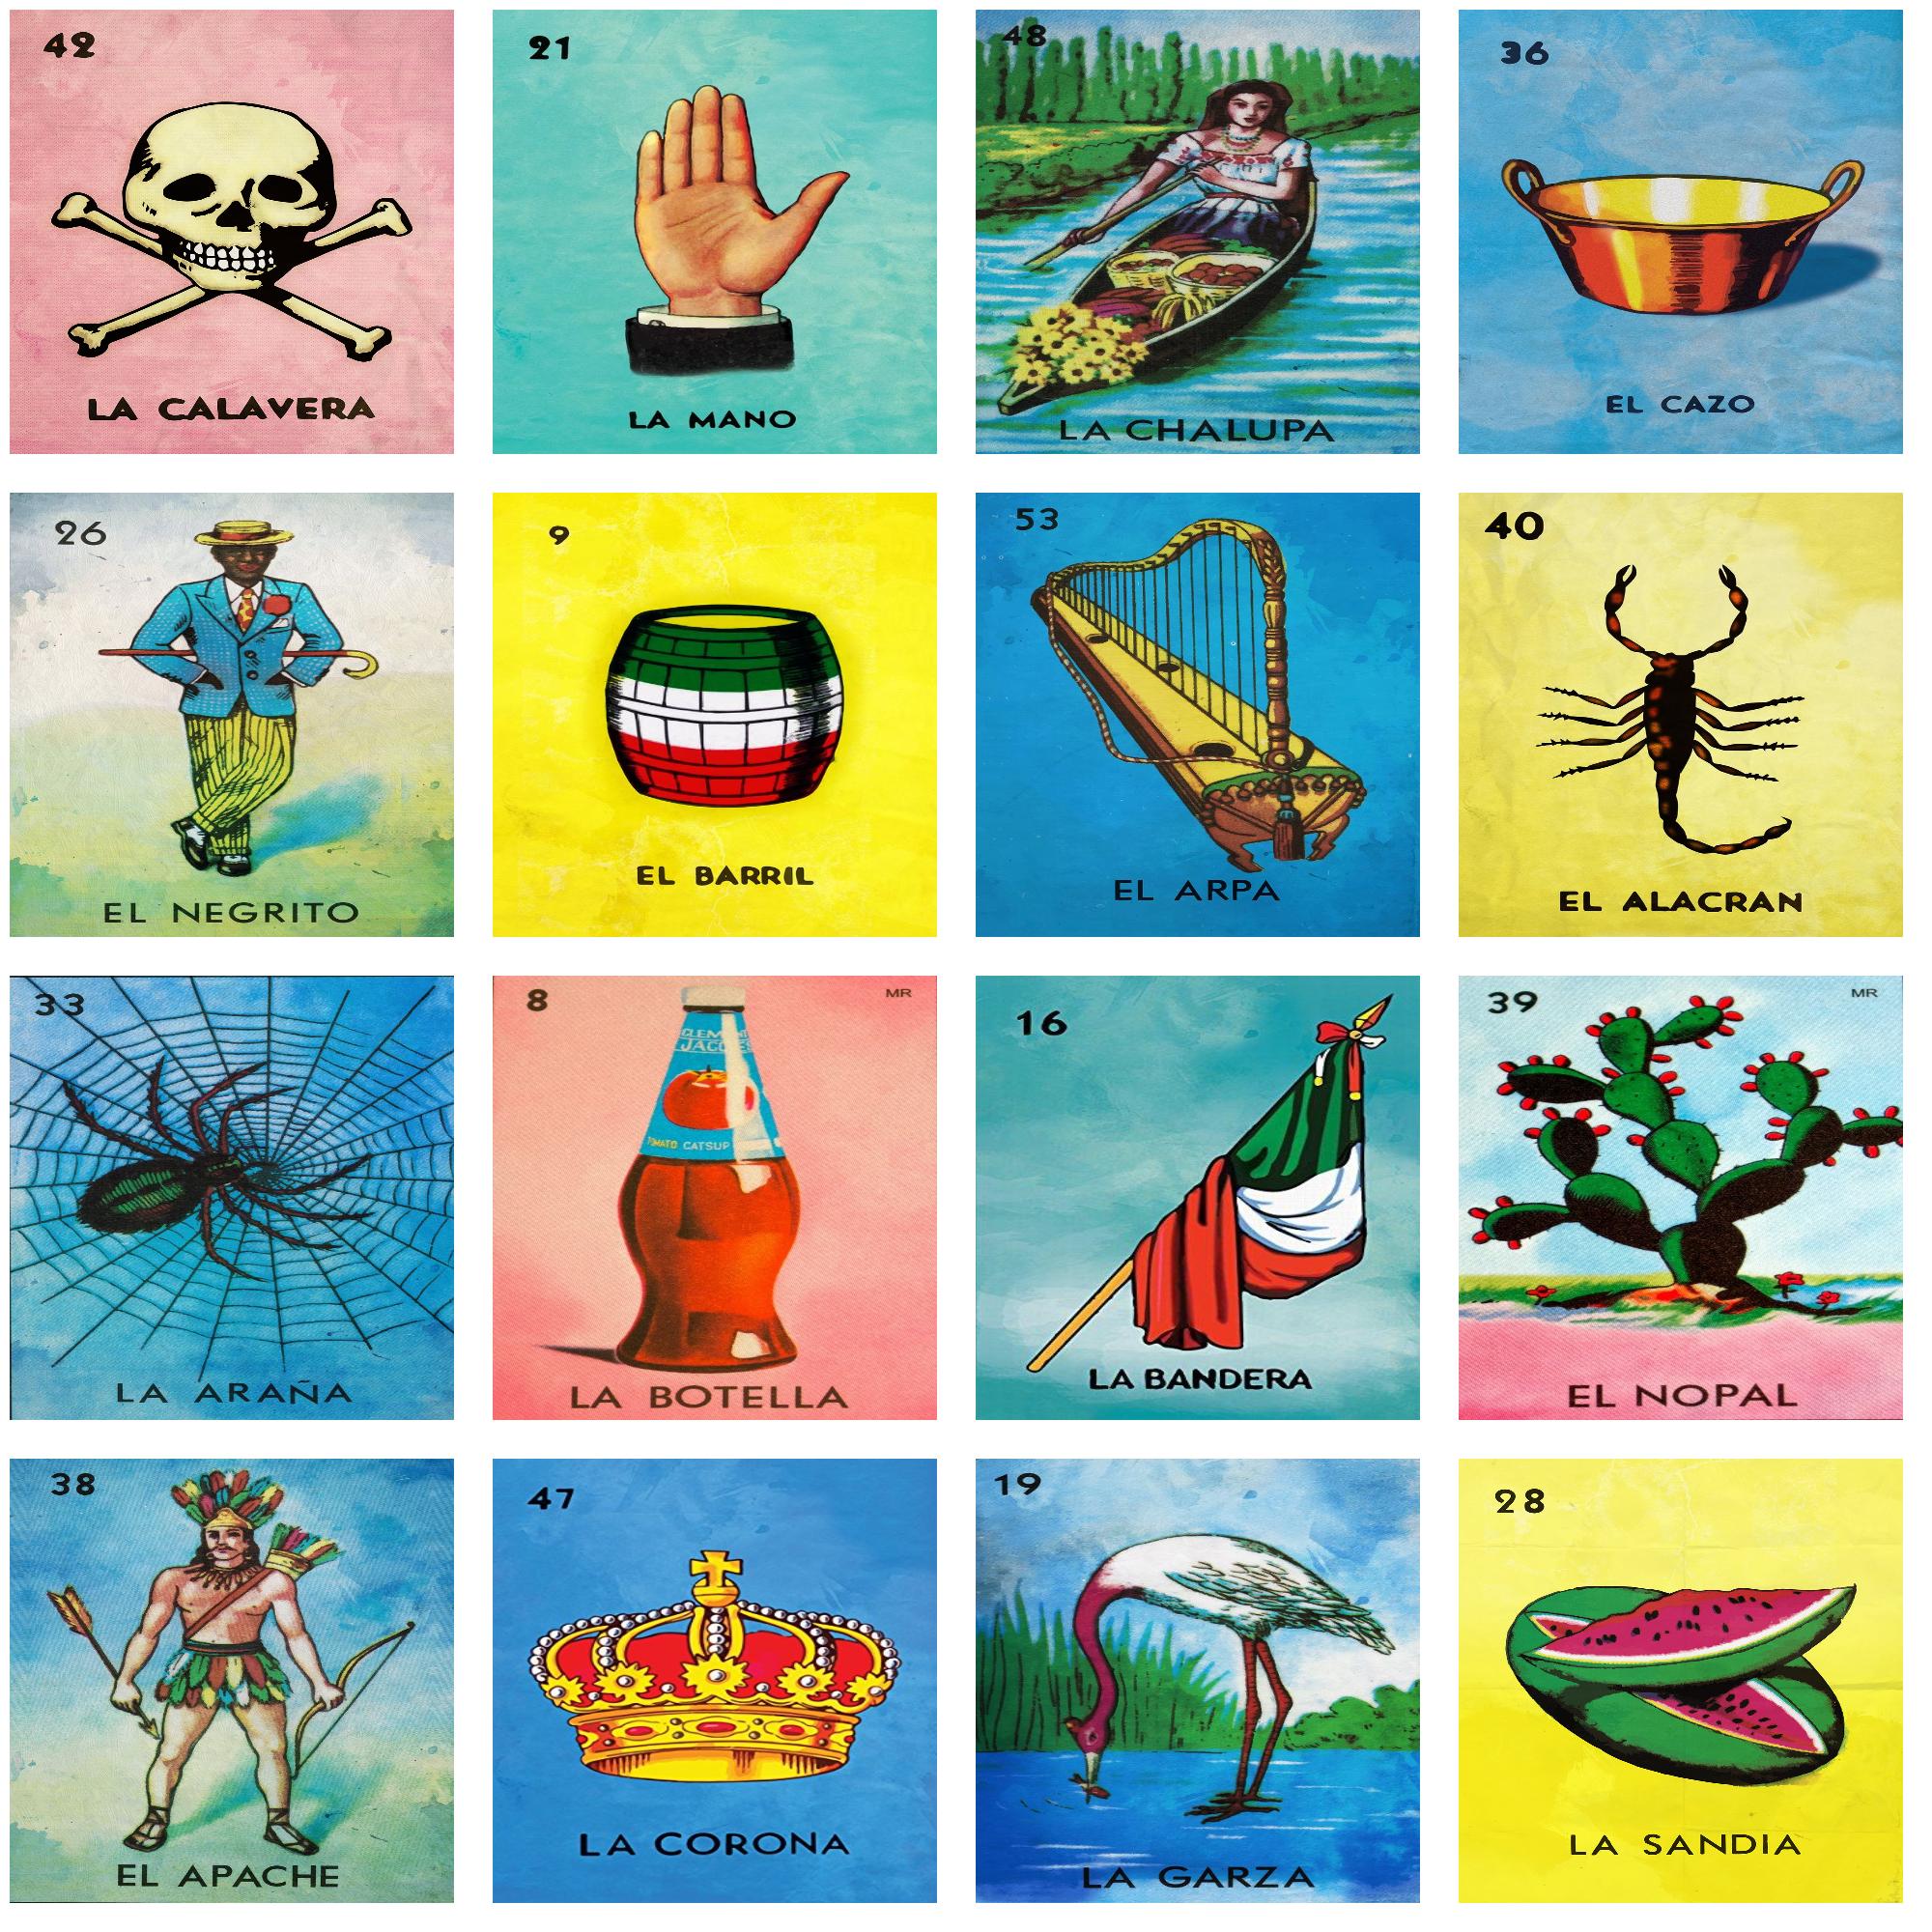 42
LA CALAVERA
21
LA MANO
48
LA CHALUPA
36
EL CAZO
26
EL NEGRITO
9
EL BARRIL
53
EL ARPA
40
EL ALACRAN
33
LA ARAÑA
8
MR
TOMATO CATSUP
LA BOTELLA
16
LA BANDERA
39
MR
EL NOPAL
38
EL APACHE
47
LA CORONA
19
LA GARZA
28
LA SANDIA